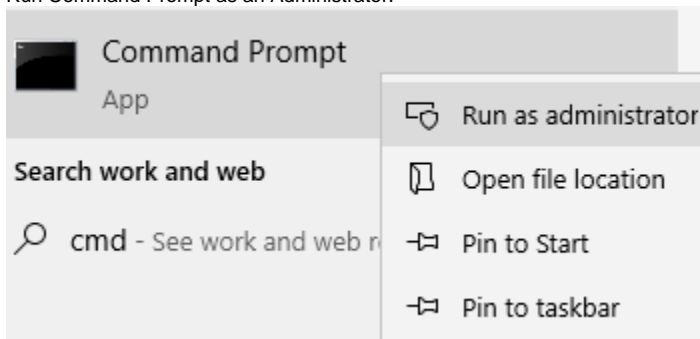 Run Command Prompt as an Administrator.
Command Prompt
App
Run as administrator
Search work and web
Open file location
cmd - See work and web r
Pin to Start
Pin to taskbar